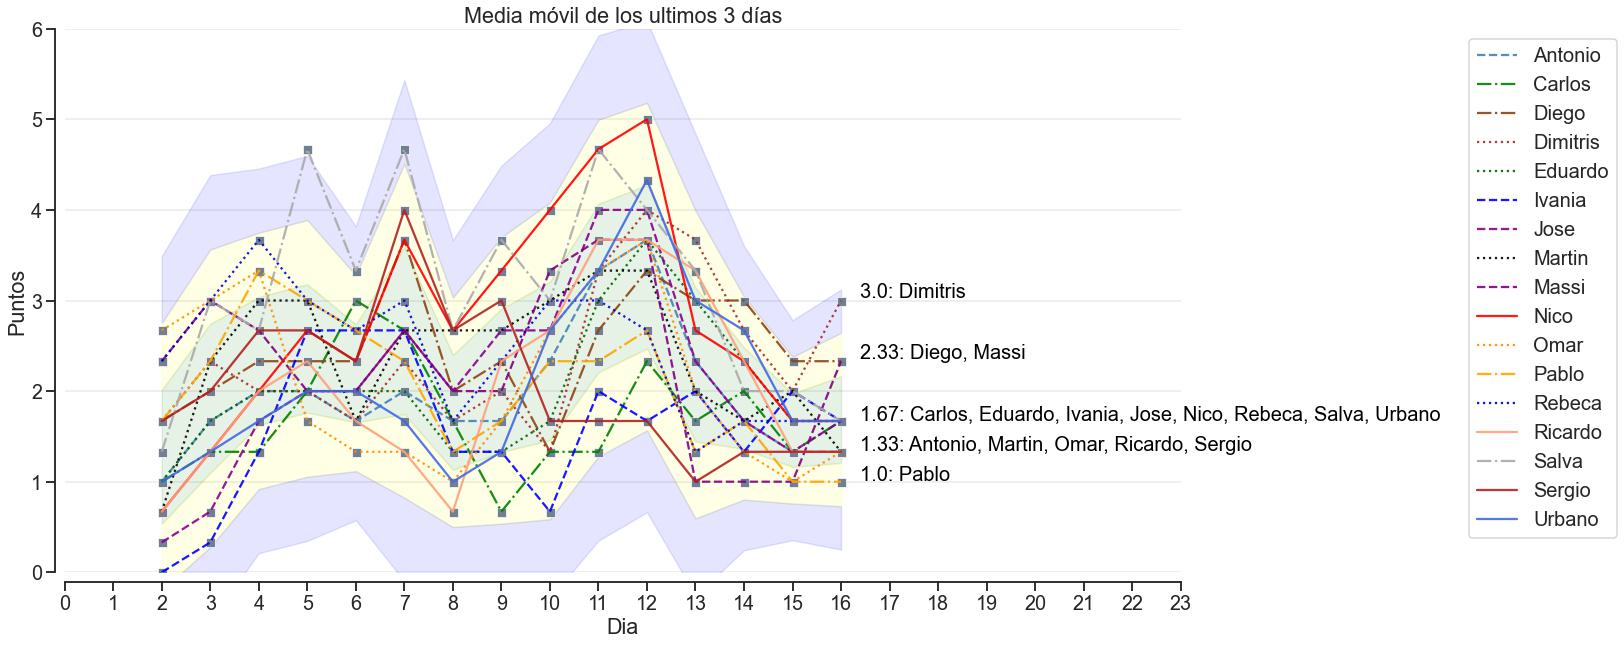 Media móvil de los ultimos 3 días
Puntos
6
5
4
3
2
1
0
0 1 2 3 4 5 6 7 8 9 10 11 12 13 14 15 16 17 18 19 20 21 22 23
Dia
3.0: Dimitris
2.33: Diego, Massi
1.67: Carlos, Eduardo, Ivania, Jose, Nico, Rebeca, Salva, Urbano
1.33: Antonio, Martin, Omar, Ricardo, Sergio
1.0: Pablo
Antonio
Carlos
Diego
Dimitris
Eduardo
Ivania
Jose
Martin
Massi
Nico
Omar
Pablo
Rebeca
Ricardo
Salva
Sergio
Urbano